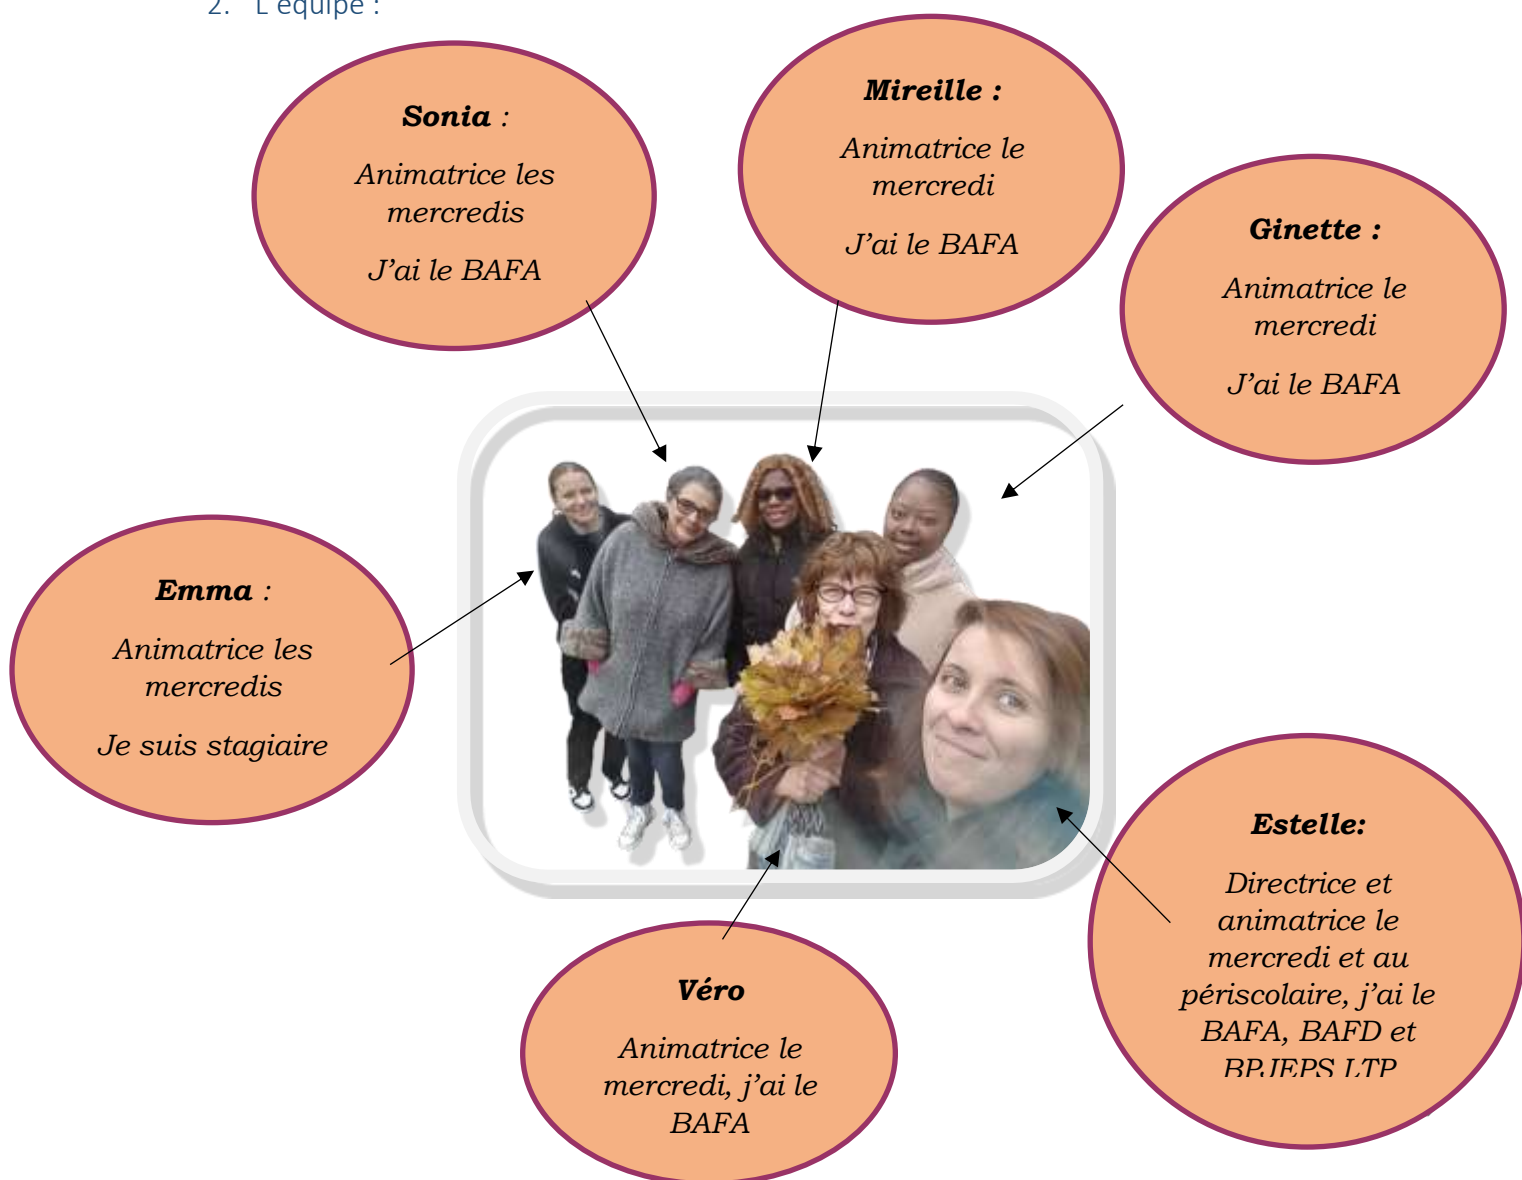 2. L'équipe :
Sonia :
Animatrice les
mercredis
J'ai le BAFA
Mireille :
Animatrice le
mercredi
J'ai le BAFA
Ginette :
Animatrice le
mercredi
J'ai le BAFA
Emma :
Animatrice les
mercredis
Je suis stagiaire
Estelle:
Directrice et
animatrice le
mercredi et au
périscolaire, j'ai le
BAFA, BAFD et
BPJEPS LTP
Véro
Animatrice le
mercredi, j'ai le
BAFA